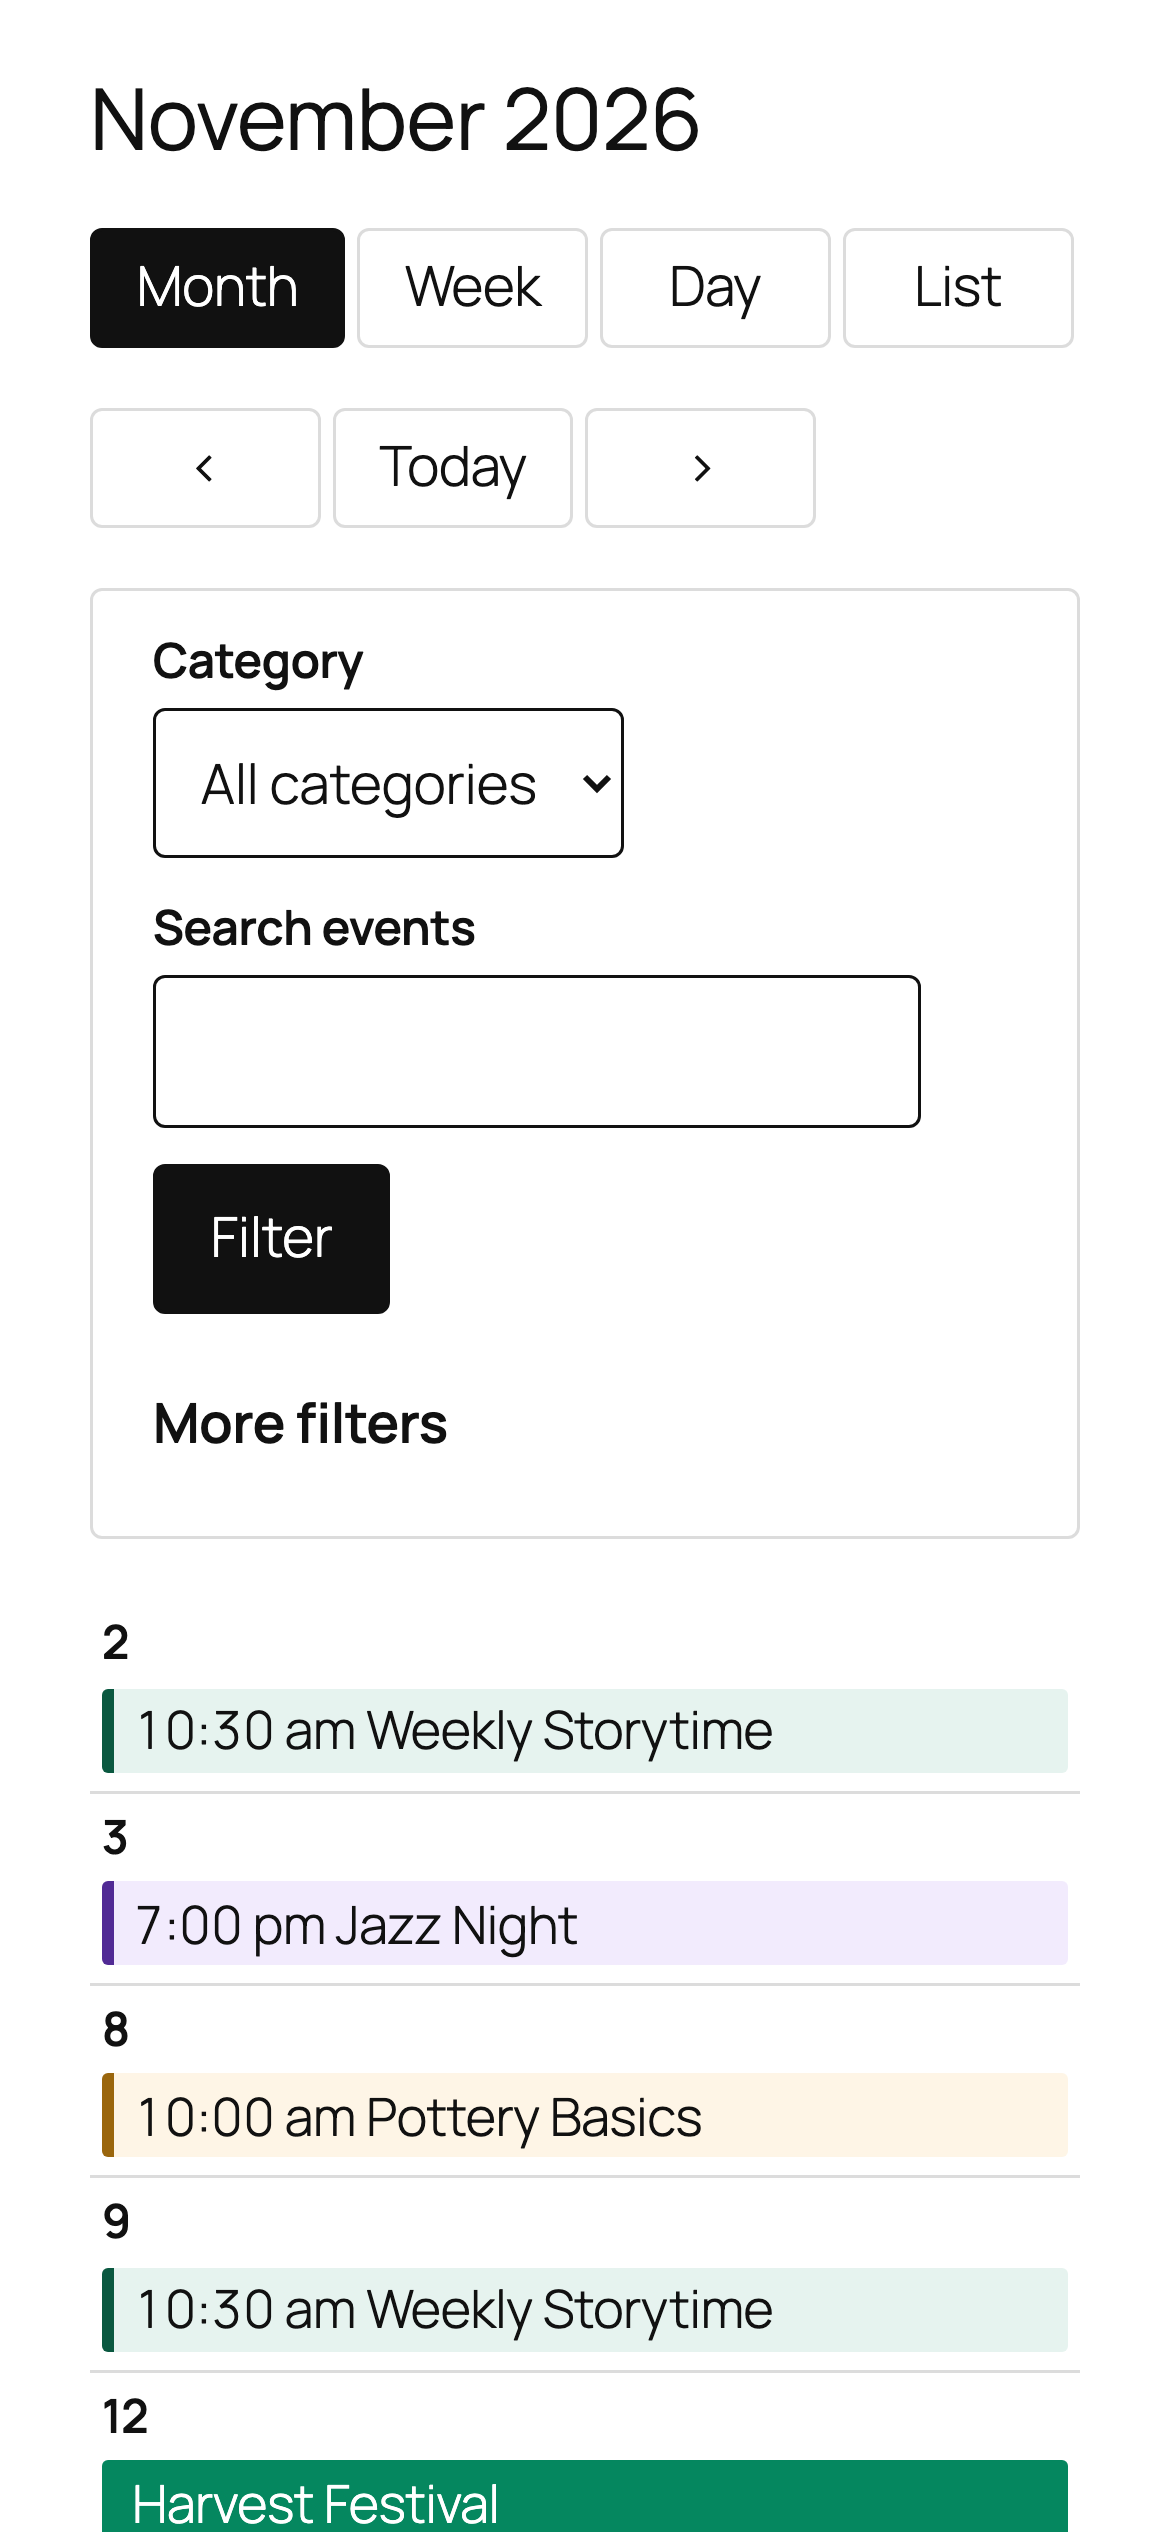 November 2026
Month Week Day List
‹ Today ›
Category
All categories
Search events
Filter
More filters
2
10:30 am Weekly Storytime
3
7:00 pm Jazz Night
8
10:00 am Pottery Basics
9
10:30 am Weekly Storytime
12
Harvest Festival